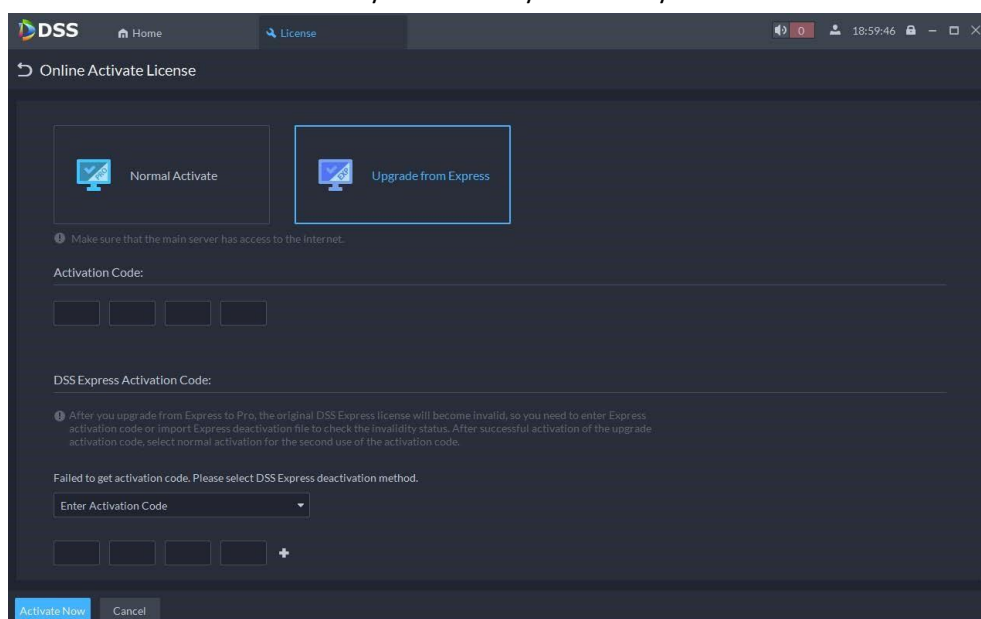 DSS Home License 0 18:59:46
Online Activate License
Normal Activate Upgrade from Express
Make sure that the main server has access to the Internet.
Activation Code:
DSS Express Activation Code:
After you upgrade from Express to Pro, the original DSS Express license will become invalid, so you need to enter Express
activation code or import Express deactivation file to check the invalidity status. After successful activation of the upgrade
activation code, select normal activation for the second use of the activation code.
Failed to get activation code. Please select DSS Express deactivation method.
Enter Activation Code
Activate Now Cancel